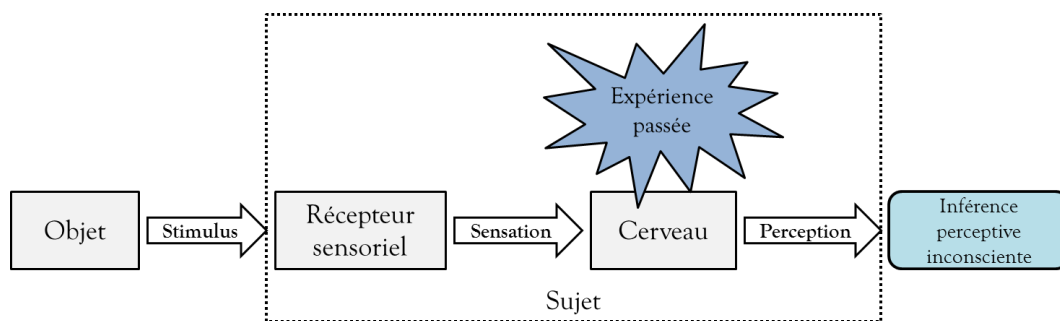 Expérience
passée
Objet
Stimulus
Récepteur
sensoriel
Sensation
Cerveau
Perception
Inférence
perceptive
inconsciente
Sujet